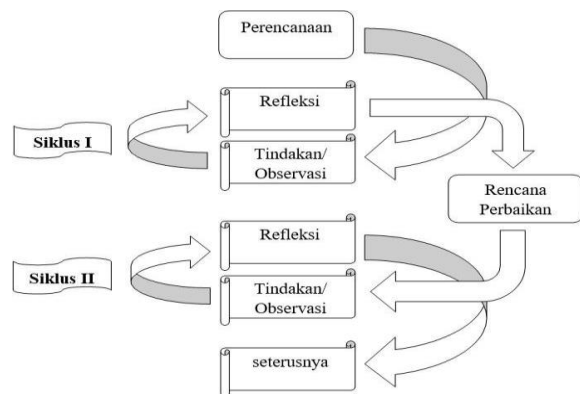 Perencanaan
Refleksi
Siklus I
Tindakan/
Observasi
Rencana
Perbaikan
Refleksi
Siklus II
Tindakan/
Observasi
seterusnya